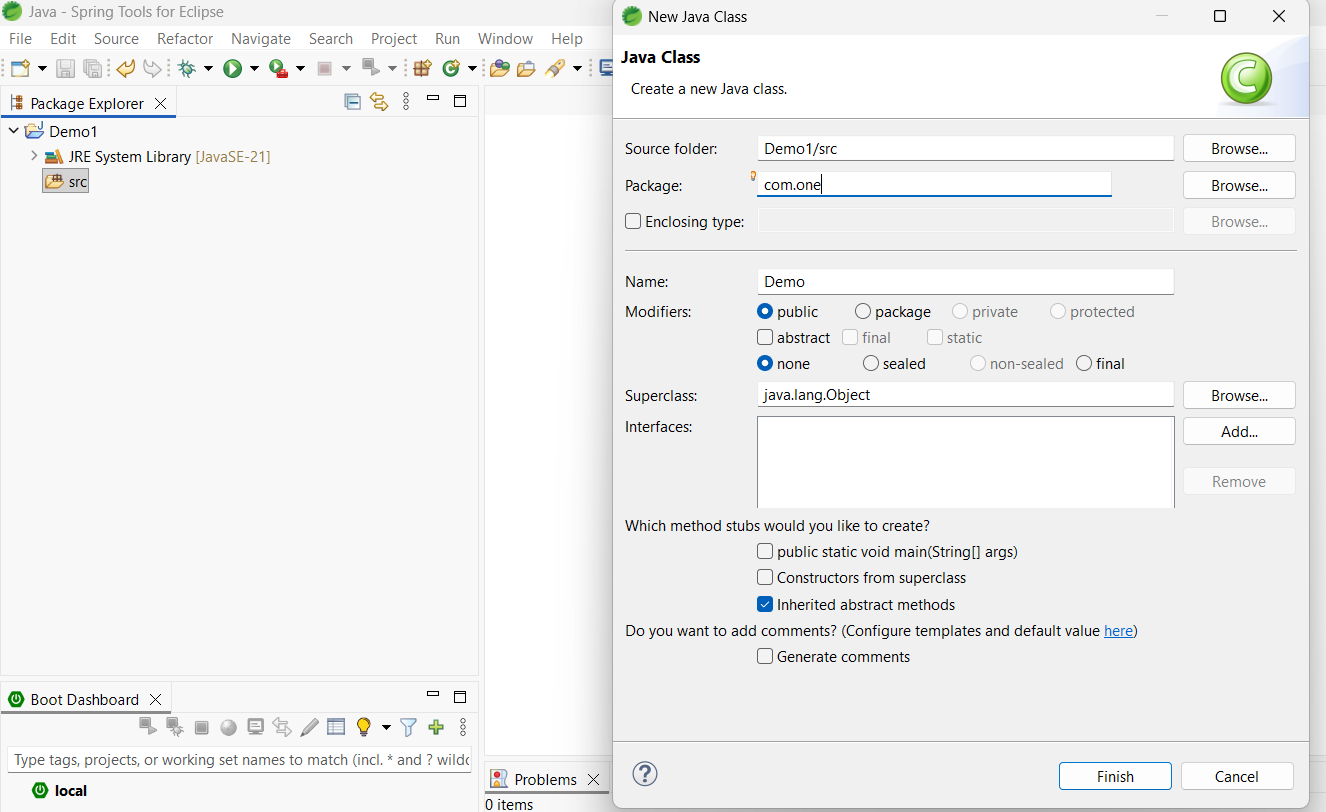 Java - Spring Tools for Eclipse
File Edit Source Refactor Navigate Search Project Run Window Help
Package Explorer
Demo1
JRE System Library [JavaSE-21]
src
Boot Dashboard
Type tags, projects, or working set names to match (incl. * and ? wildc
local
Problems
0 items
New Java Class
Java Class
Create a new Java class.
C
Source folder: Demo1/src Browse...
Package: com.one Browse...
Enclosing type: Browse...
Name: Demo
Modifiers: public package private protected
abstract final static
none sealed non-sealed final
Superclass: java.lang.Object Browse...
Interfaces: Add...
Remove
Which method stubs would you like to create?
public static void main(String[] args)
Constructors from superclass
Inherited abstract methods
Do you want to add comments? (Configure templates and default value here)
Generate comments
?
Finish Cancel